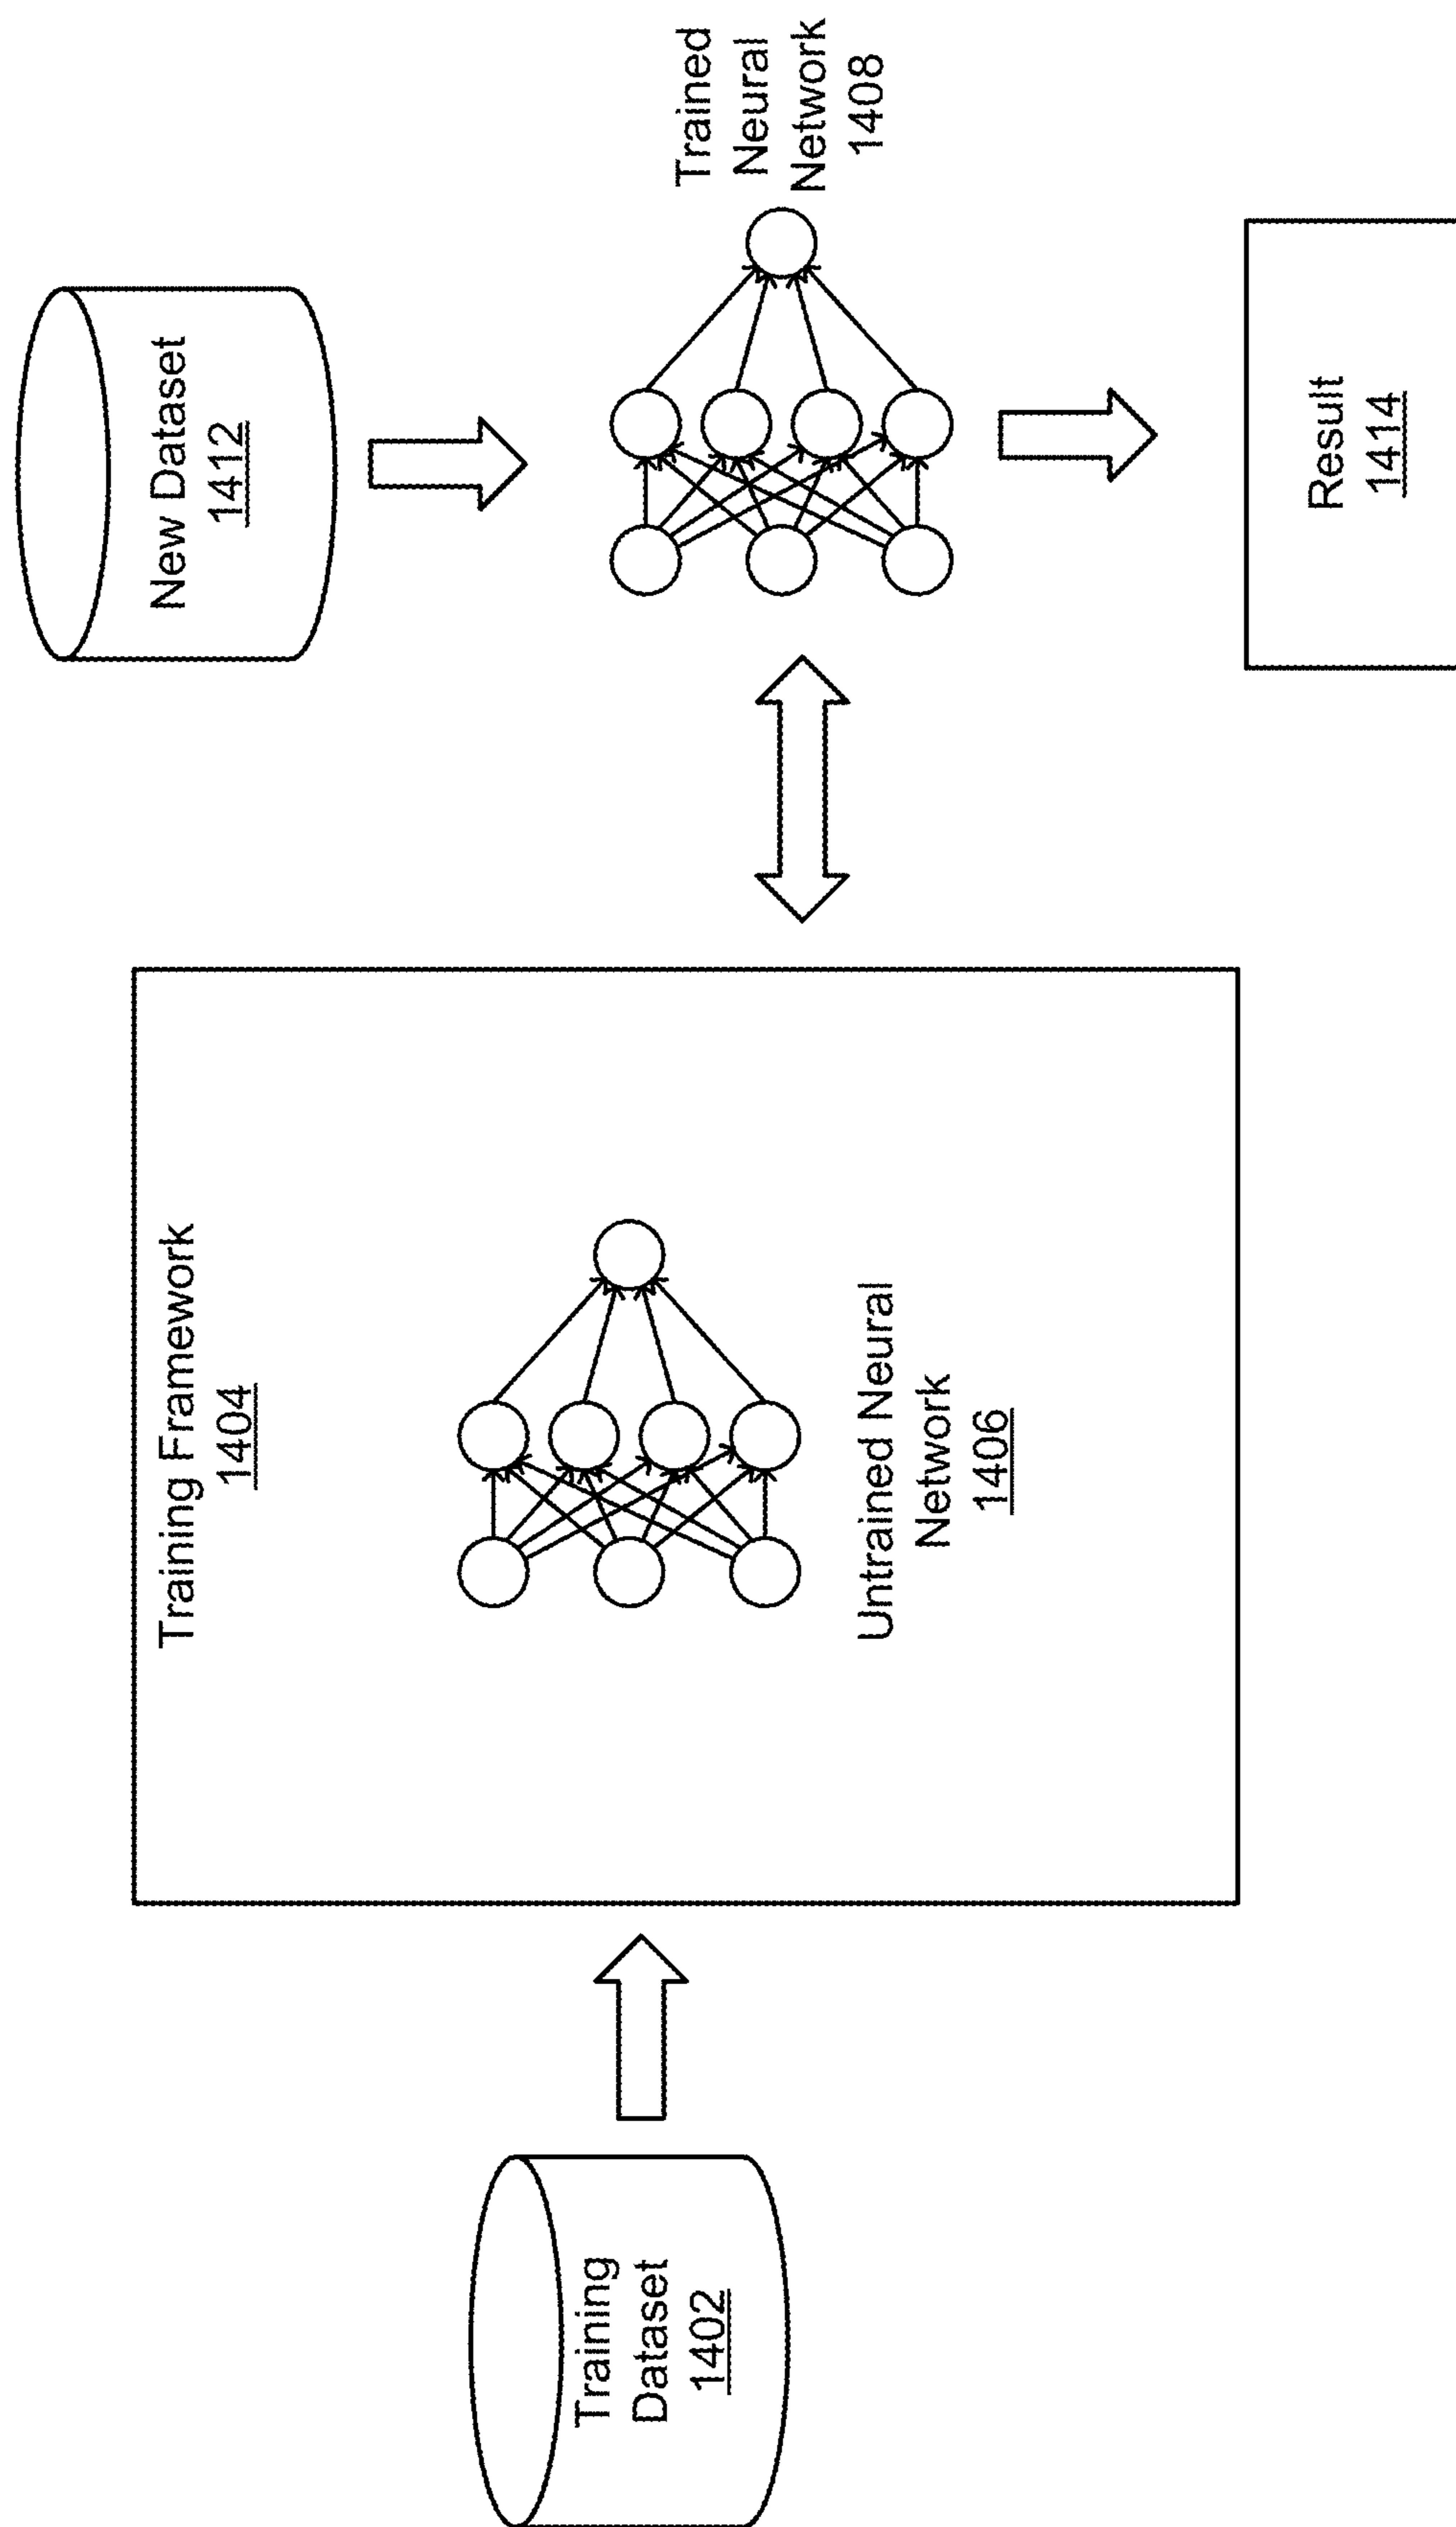 Training
Dataset
1402
Training Framework
1404
Untrained Neural
Network
1406
New Dataset
1412
Trained
Neural
Network
1408
Result
1414